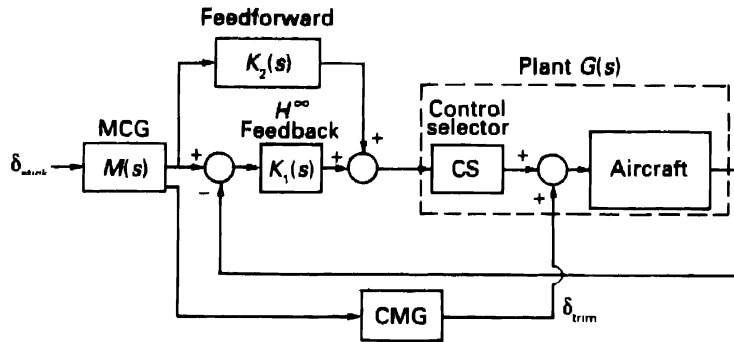 Feedforward
K₂(s)
Plant G(s)
H∞
Feedback
Control
selector
MCG
+
+
+
+
δstick
M(s)
K₁(s)
CS
Aircraft
−
+
CMG
δtrim